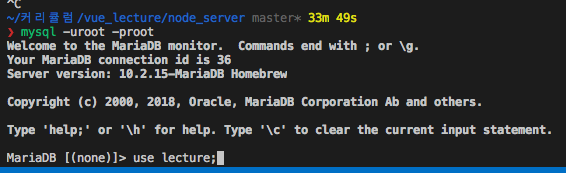 ^C
~/커리큘럼/vue_lecture/node_server master* 33m 49s
❯ mysql -uroot -proot
Welcome to the MariaDB monitor.  Commands end with ; or \g.
Your MariaDB connection id is 36
Server version: 10.2.15-MariaDB Homebrew
Copyright (c) 2000, 2018, Oracle, MariaDB Corporation Ab and others.
Type 'help;' or '\h' for help. Type '\c' to clear the current input statement.
MariaDB [(none)]> use lecture;